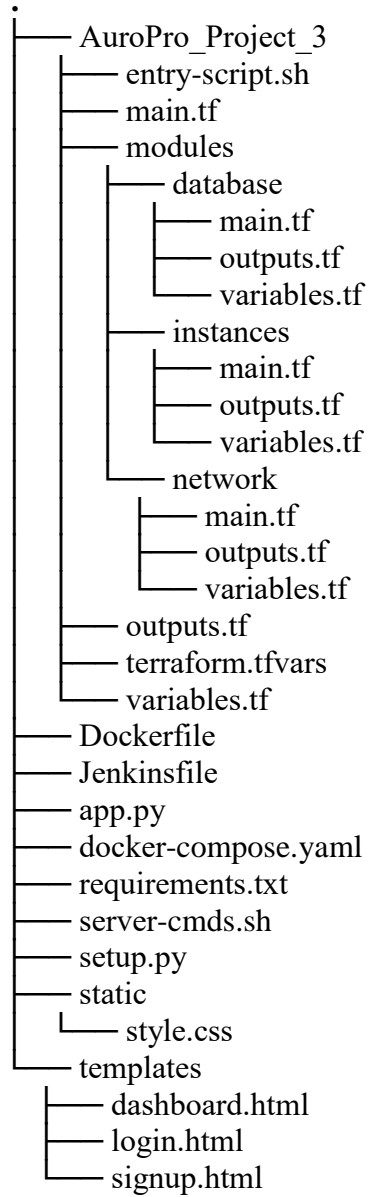 .
AuroPro_Project_3
entry-script.sh
main.tf
modules
database
main.tf
outputs.tf
variables.tf
instances
main.tf
outputs.tf
variables.tf
network
main.tf
outputs.tf
variables.tf
outputs.tf
terraform.tfvars
variables.tf
Dockerfile
Jenkinsfile
app.py
docker-compose.yaml
requirements.txt
server-cmds.sh
setup.py
static
style.css
templates
dashboard.html
login.html
signup.html